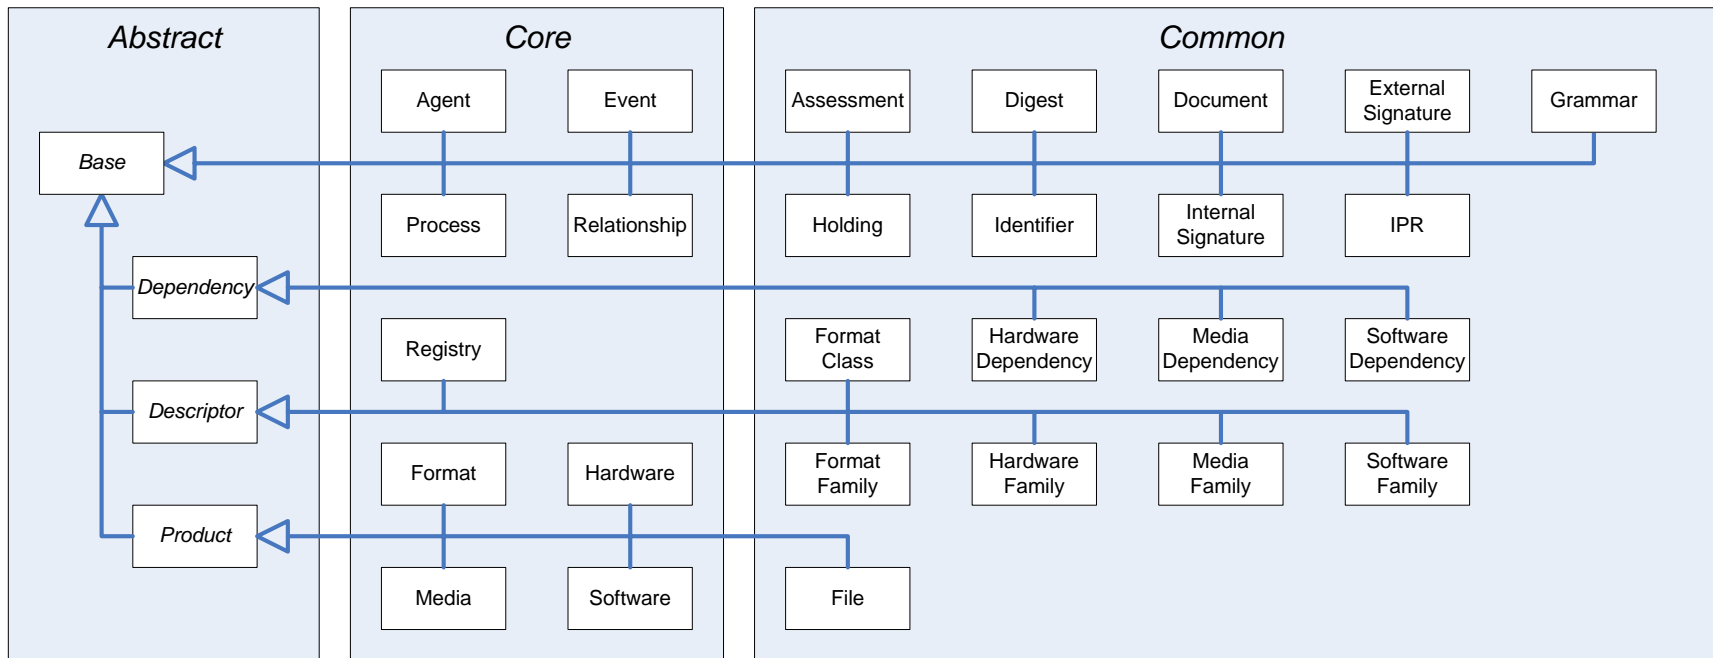 Abstract
Core
Common
Agent
Event
Assessment
Digest
Document
External
Signature
Grammar
Base
Process
Relationship
Holding
Identifier
Internal
Signature
IPR
Dependency
Registry
Format
Class
Hardware
Dependency
Media
Dependency
Software
Dependency
Descriptor
Format
Hardware
Format
Family
Hardware
Family
Media
Family
Software
Family
Product
Media
Software
File